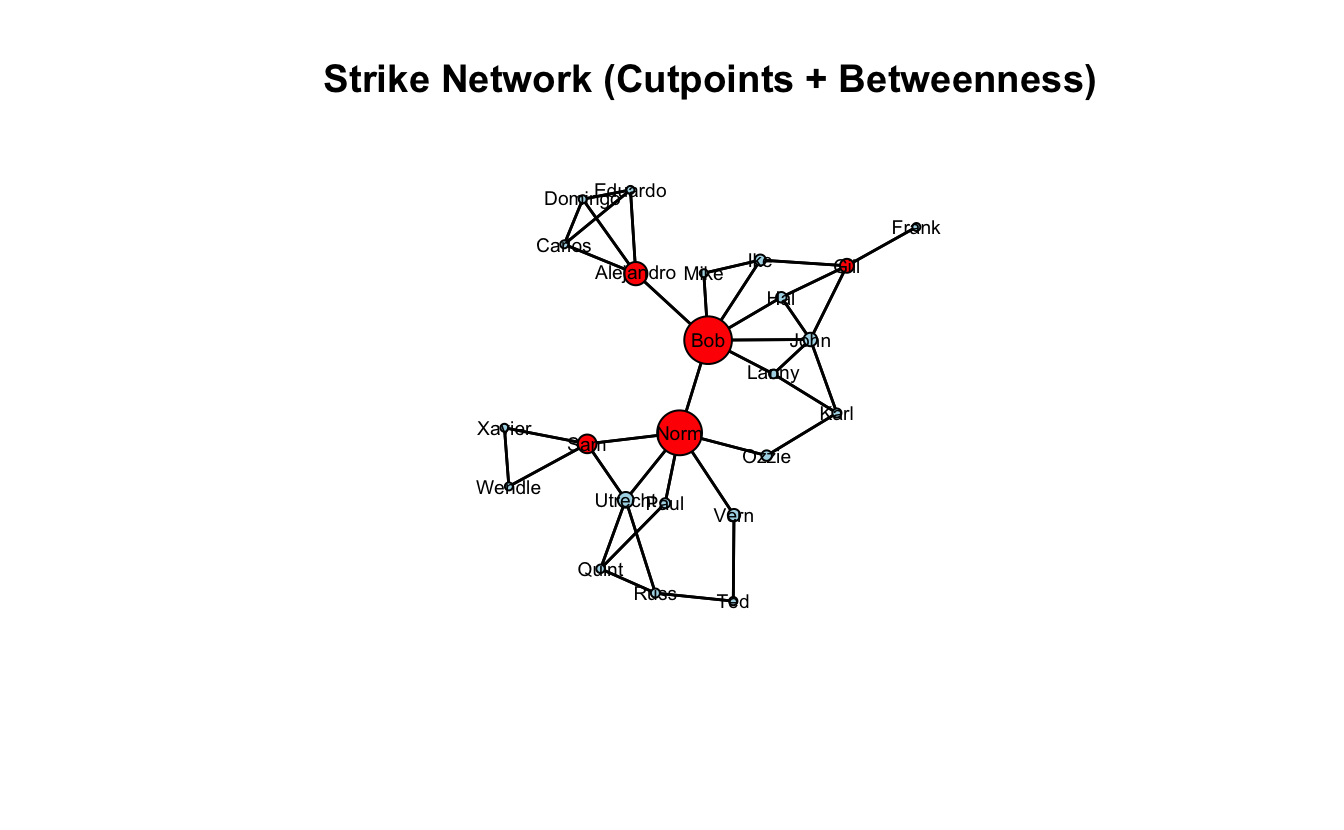 Strike Network (Cutpoints + Betweenness)
Eduardo
Domingo
Frank
Carlos
Ike
Gill
Alejandro
Mike
Hal
Bob
John
Lanny
Karl
Xavier
Norm
Sam
Ozzie
Wendle
Utrecht
Paul
Vern
Quint
Russ
Ted